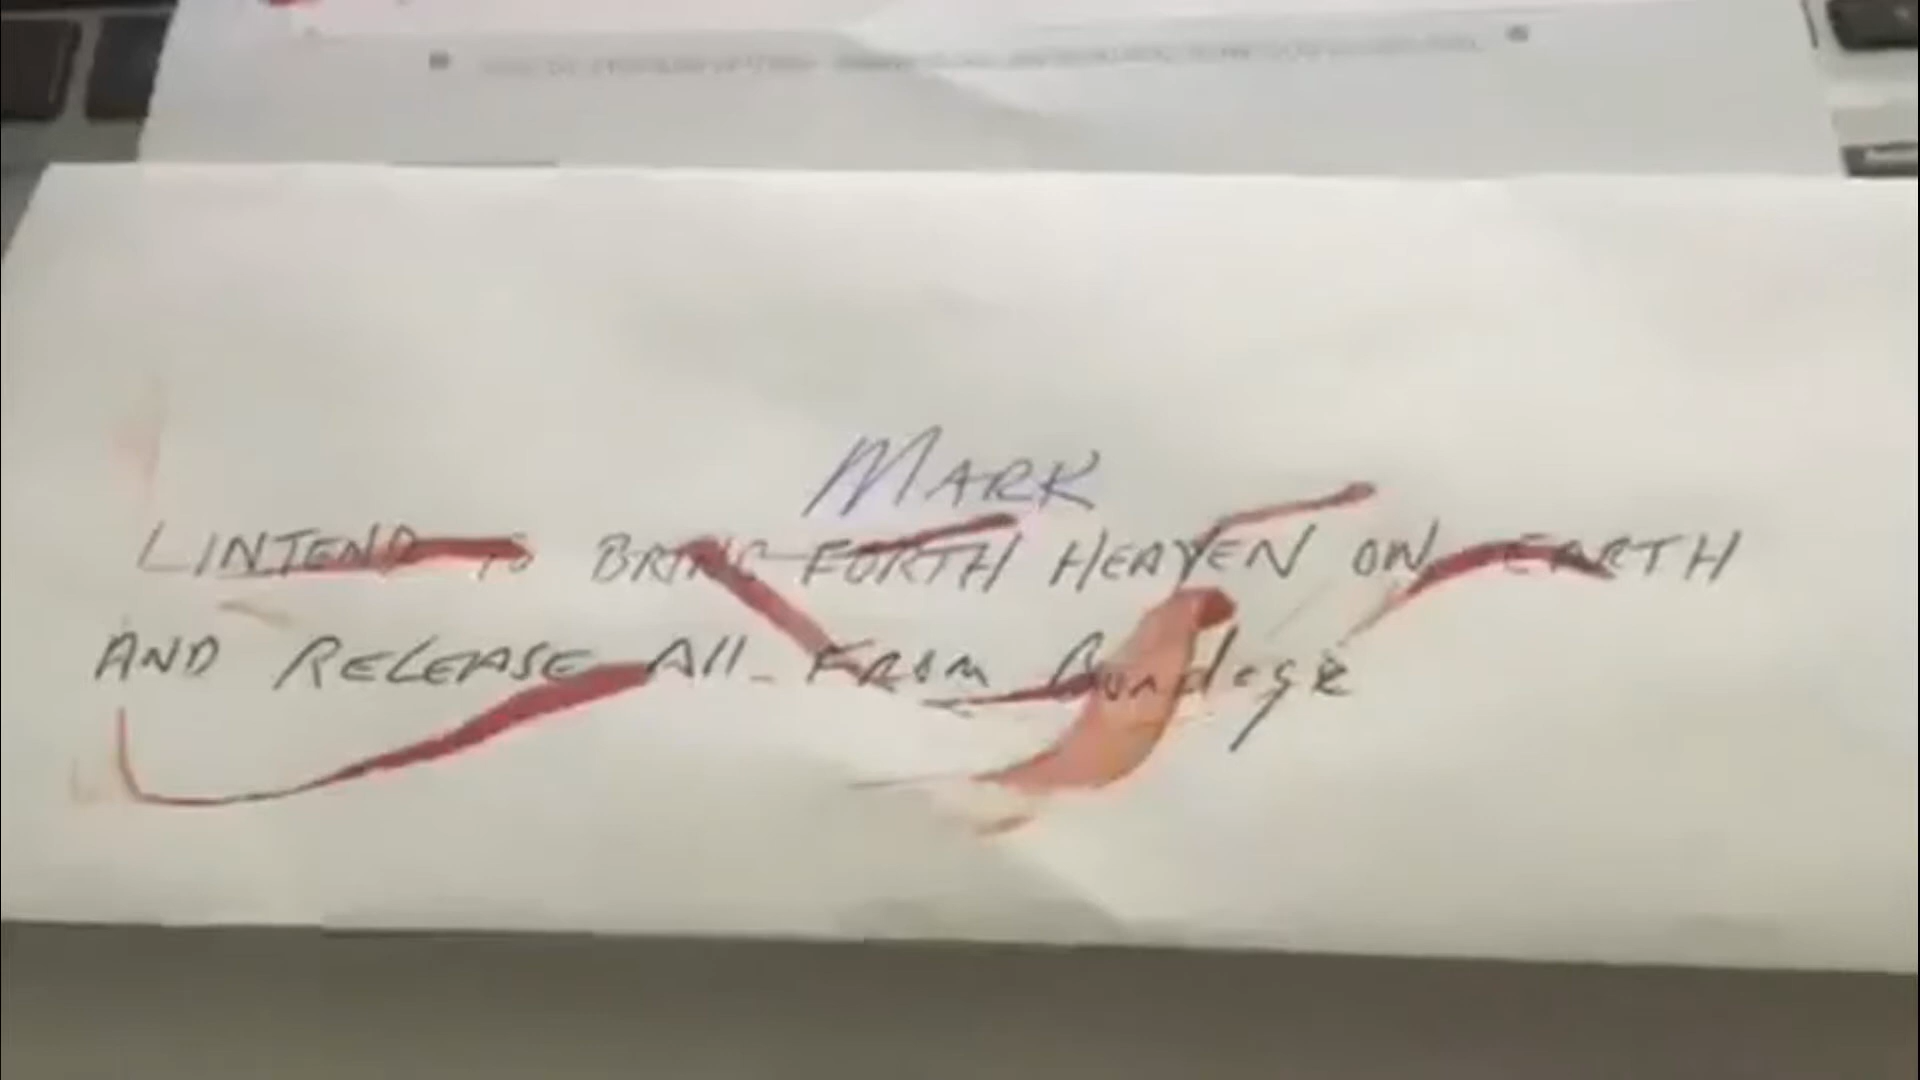 MARK
I INTEND TO BRING FORTH HEAVEN ON EARTH
AND RELEASE All FROM Bondage